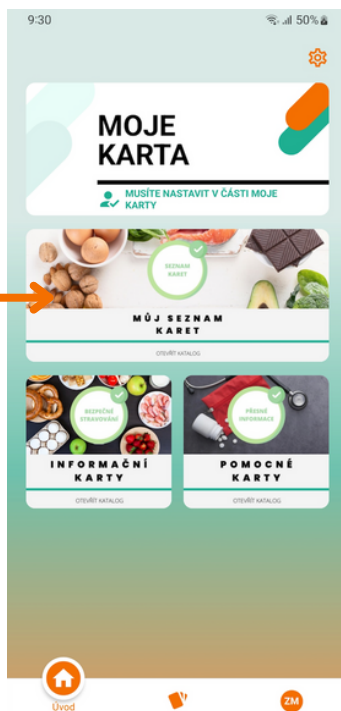 9:30
50%
MOJE
KARTA
MUSÍTE NASTAVIT V ČÁSTI MOJE
KARTY
SEZNAM
KARET
MŮJ SEZNAM
KARET
OTEVŘÍT KATALOG
BEZPEČNÉ
STRAVOVÁNÍ
INFORMAČNÍ
KARTY
OTEVŘÍT KATALOG
PŘESNÉ
INFORMACE
POMOCNÉ
KARTY
OTEVŘÍT KATALOG
Úvod
ZM